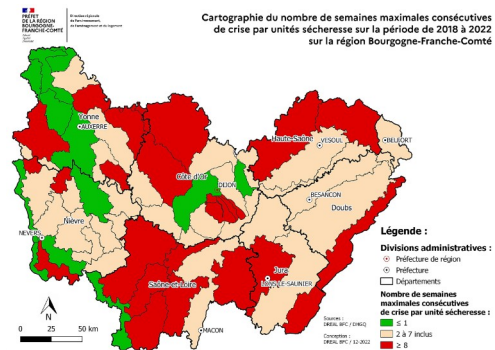 PRÉFET
DE LA RÉGION
BOURGOGNE-
FRANCHE-COMTÉ
Cartographie du nombre de semaines maximales consécutives
de crise par unités sécheresse sur la période de 2018 à 2022
sur la région Bourgogne-Franche-Comté
Yonne
AUXERRE
Haute-Saône
VESOUL
BELFORT
Côte d'Or
DIJON
BESANCON
Doubs
Nièvre
NEVERS
Jura
LONS-LE-SAUNIER
Saône-et-Loire
MACON
N
0 25 50 km
Sources :
DREAL BFC / OHGQ
Conception :
DREAL BFC / 12-2022
Légende :
Divisions administratives :
Préfecture de région
Préfecture
Départements
Nombre de semaines
maximales consécutives
de crise par unité sécheresse :
≤ 1
2 à 7 inclus
≥ 8